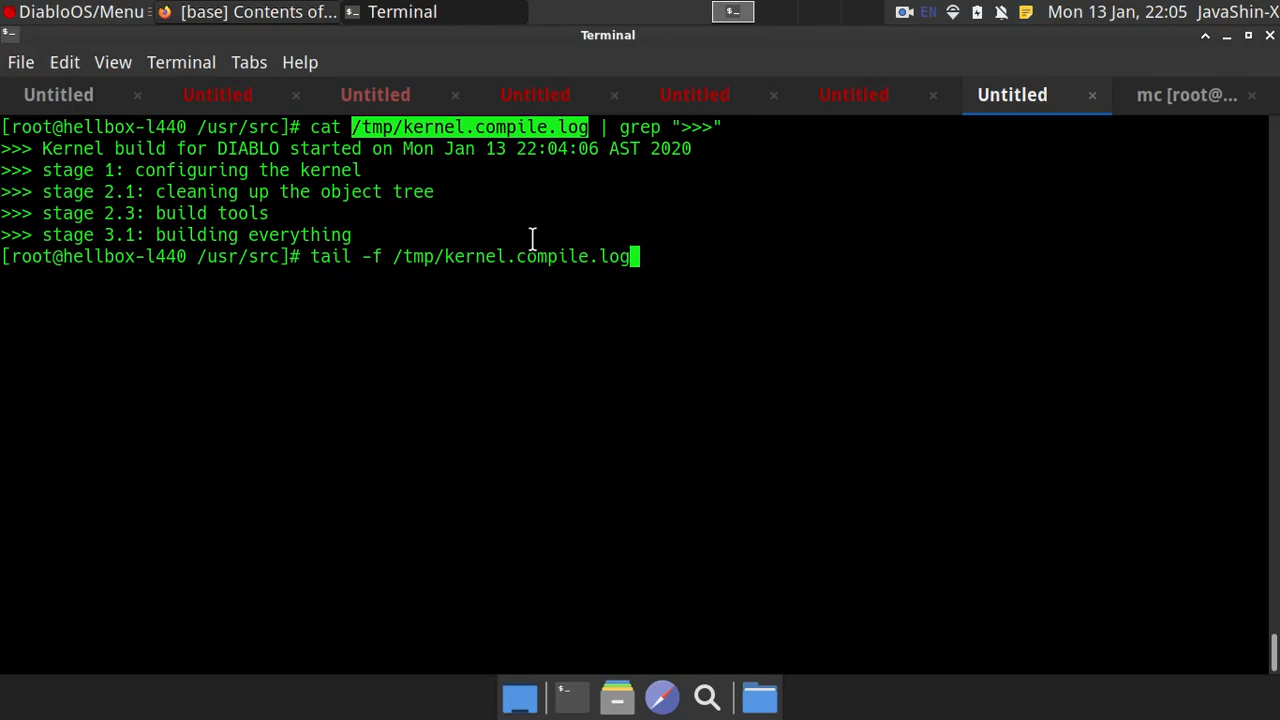 DiabloOS/Menu [base] Contents of... Terminal EN Mon 13 Jan, 22:05 JavaShin-X
Terminal
File Edit View Terminal Tabs Help
Untitled Untitled Untitled Untitled Untitled Untitled Untitled mc [root@...
[root@hellbox-l440 /usr/src]# cat /tmp/kernel.compile.log | grep ">>>"
>>> Kernel build for DIABLO started on Mon Jan 13 22:04:06 AST 2020
>>> stage 1: configuring the kernel
>>> stage 2.1: cleaning up the object tree
>>> stage 2.3: build tools
>>> stage 3.1: building everything
[root@hellbox-l440 /usr/src]# tail -f /tmp/kernel.compile.log